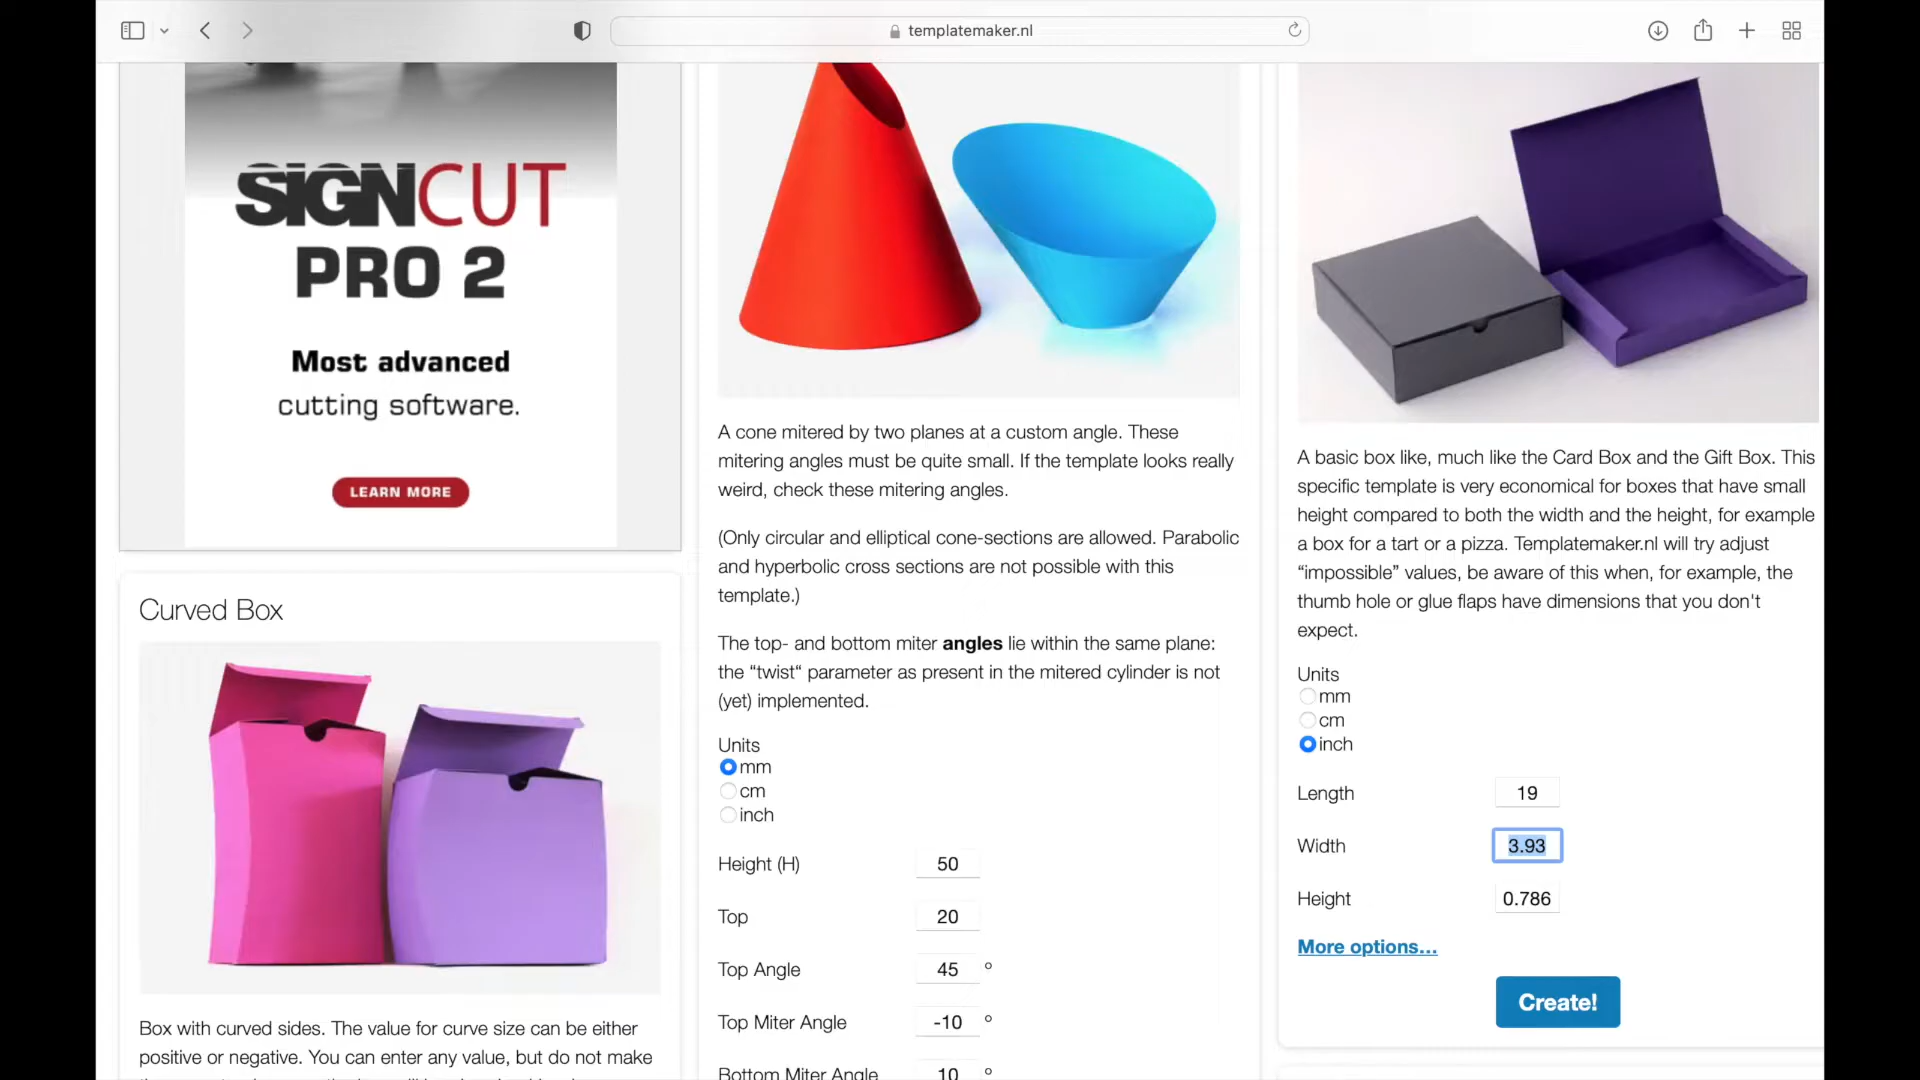 templatemaker.nl
SIGNCUT
PRO 2
Most advanced
cutting software.
LEARN MORE
Curved Box
Box with curved sides. The value for curve size can be either
positive or negative. You can enter any value, but do not make
A cone mitered by two planes at a custom angle. These
mitering angles must be quite small. If the template looks really
weird, check these mitering angles.
(Only circular and elliptical cone-sections are allowed. Parabolic
and hyperbolic cross sections are not possible with this
template.)
The top- and bottom miter angles lie within the same plane:
the “twist“ parameter as present in the mitered cylinder is not
(yet) implemented.
Units
mm
cm
inch
Height (H) 50
Top 20
Top Angle 45 °
Top Miter Angle -10 °
Bottom Miter Angle 10 °
A basic box like, much like the Card Box and the Gift Box. This
specific template is very economical for boxes that have small
height compared to both the width and the height, for example
a box for a tart or a pizza. Templatemaker.nl will try adjust
“impossible” values, be aware of this when, for example, the
thumb hole or glue flaps have dimensions that you don't
expect.
Units
mm
cm
inch
Length 19
Width 3.93
Height 0.786
More options...
Create!